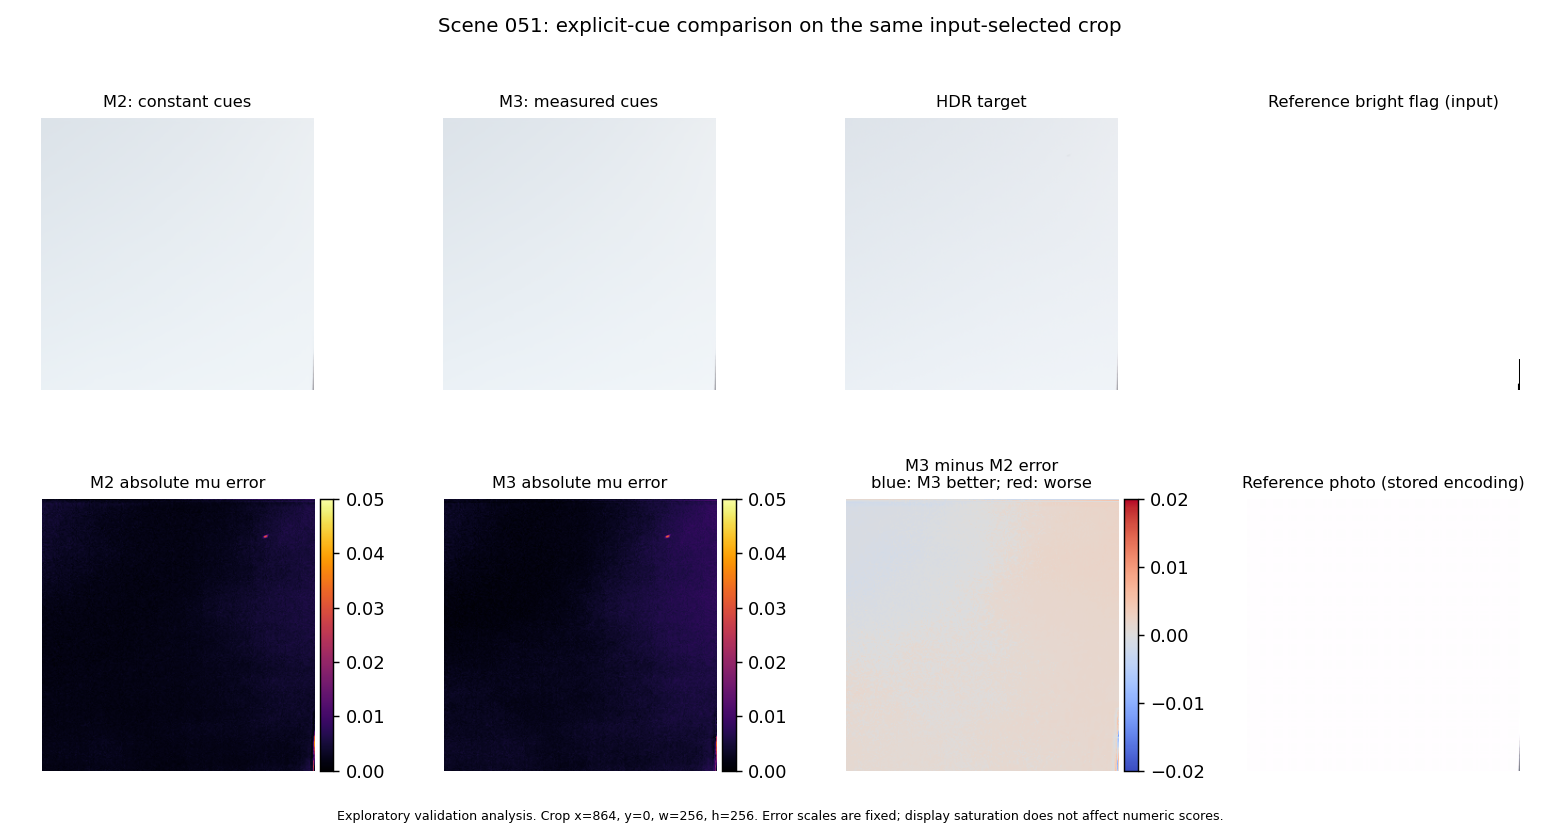 Scene 051: explicit-cue comparison on the same input-selected crop
M2: constant cues
M3: measured cues
HDR target
Reference bright flag (input)
M2 absolute mu error
0.05
0.04
0.03
0.02
0.01
0.00
M3 absolute mu error
0.05
0.04
0.03
0.02
0.01
0.00
M3 minus M2 error
blue: M3 better; red: worse
0.02
0.01
0.00
−0.01
−0.02
Reference photo (stored encoding)
Exploratory validation analysis. Crop x=864, y=0, w=256, h=256. Error scales are fixed; display saturation does not affect numeric scores.